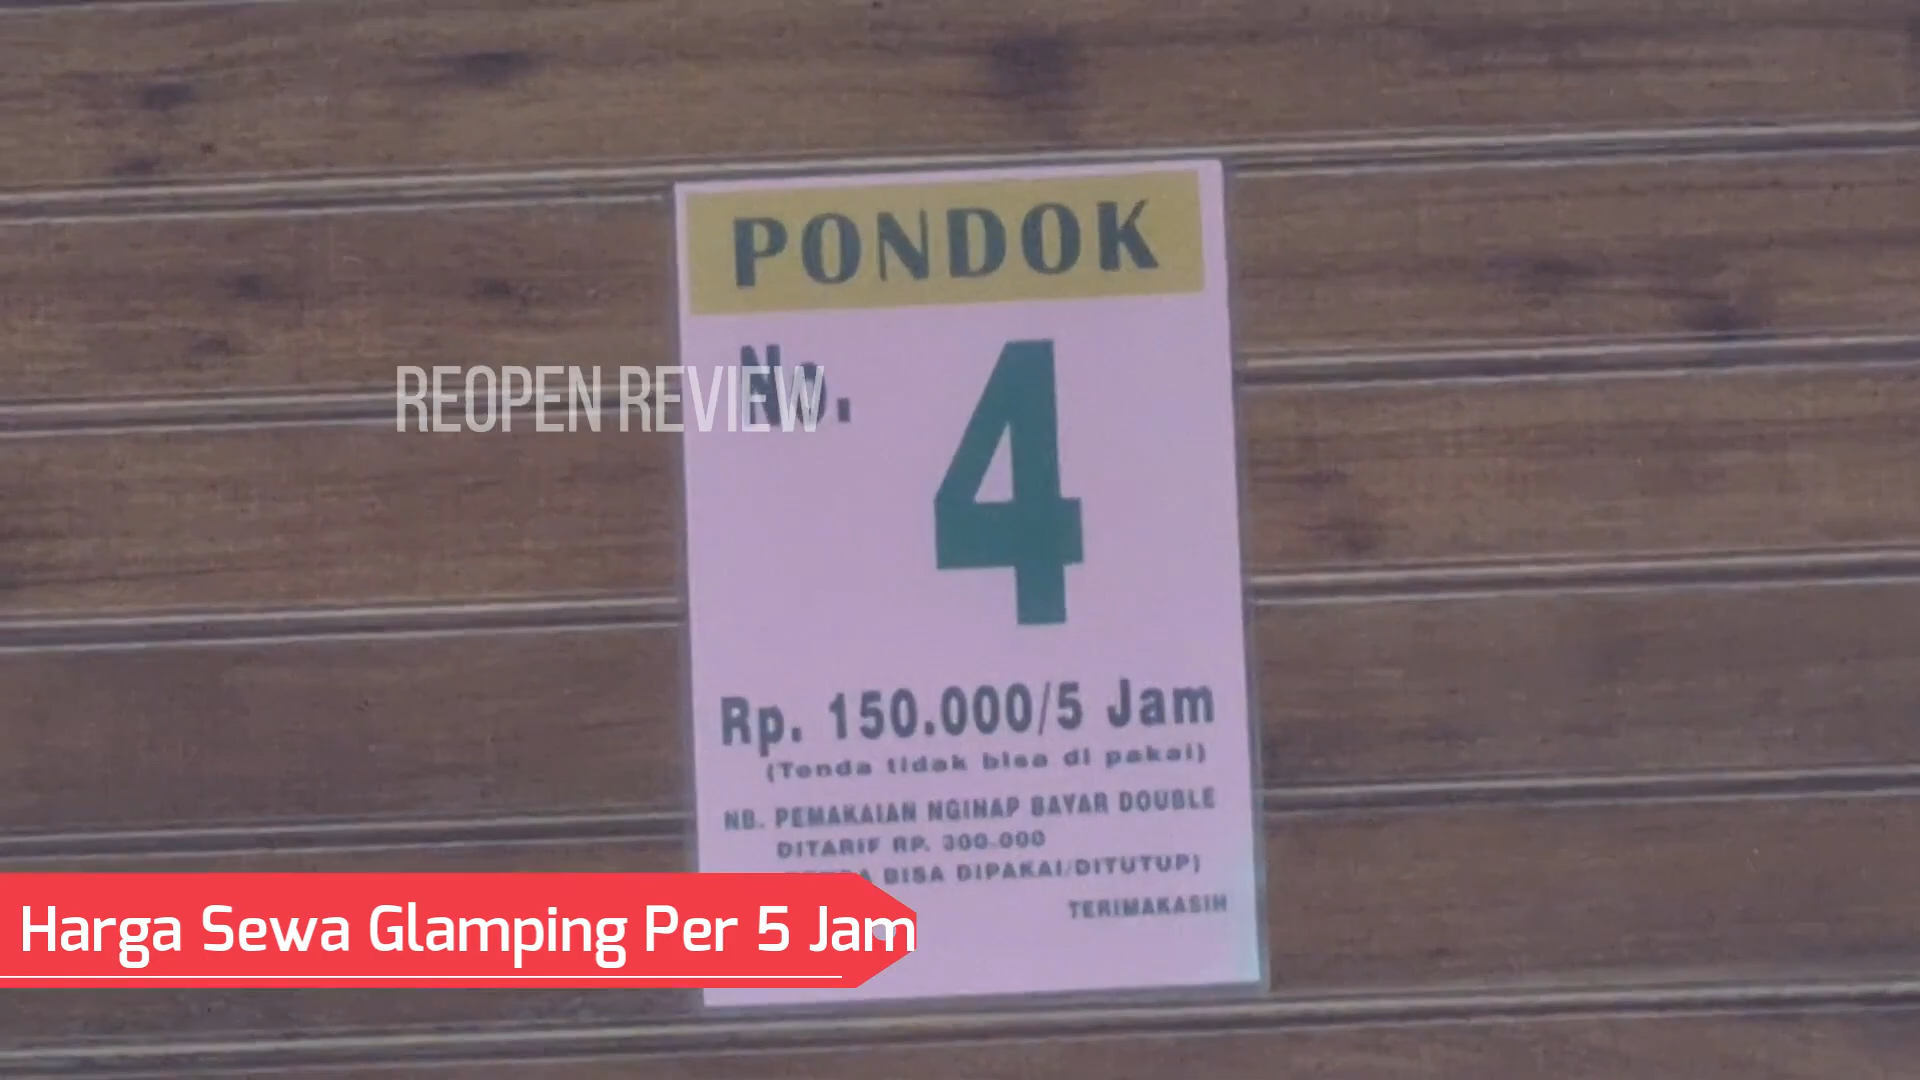 PONDOK
No.
4
REOPEN REVIEW
Rp. 150.000/5 Jam
(Tenda tidak bisa di pakai)
NB. PEMAKAIAN NGINAP BAYAR DOUBLE
DITARIF RP. 300.000
BISA DIPAKAI/DITUTUP)
TERIMAKASIH
Harga Sewa Glamping Per 5 Jam